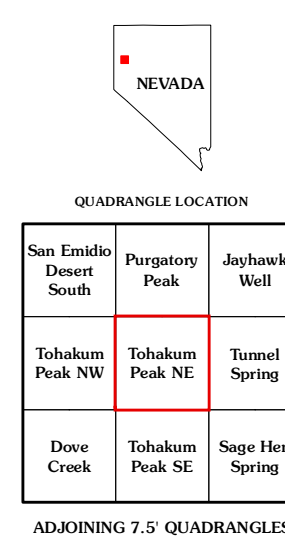 NEVADA
QUADRANGLE LOCATION
San Emidio
Desert
South
Purgatory
Peak
Jayhawk
Well
Tohakum
Peak NW
Tohakum
Peak NE
Tunnel
Spring
Dove
Creek
Tohakum
Peak SE
Sage Hen
Spring
ADJOINING 7.5' QUADRANGLES